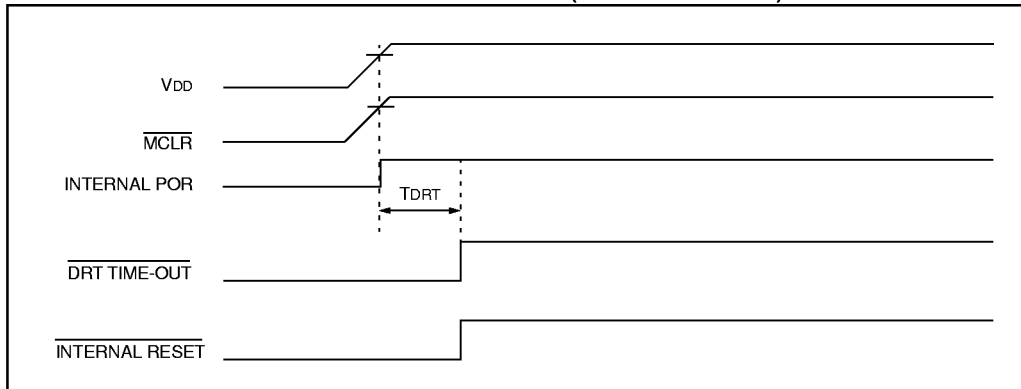 VDD
MCLR
INTERNAL POR
TDRT
DRT TIME-OUT
INTERNAL RESET